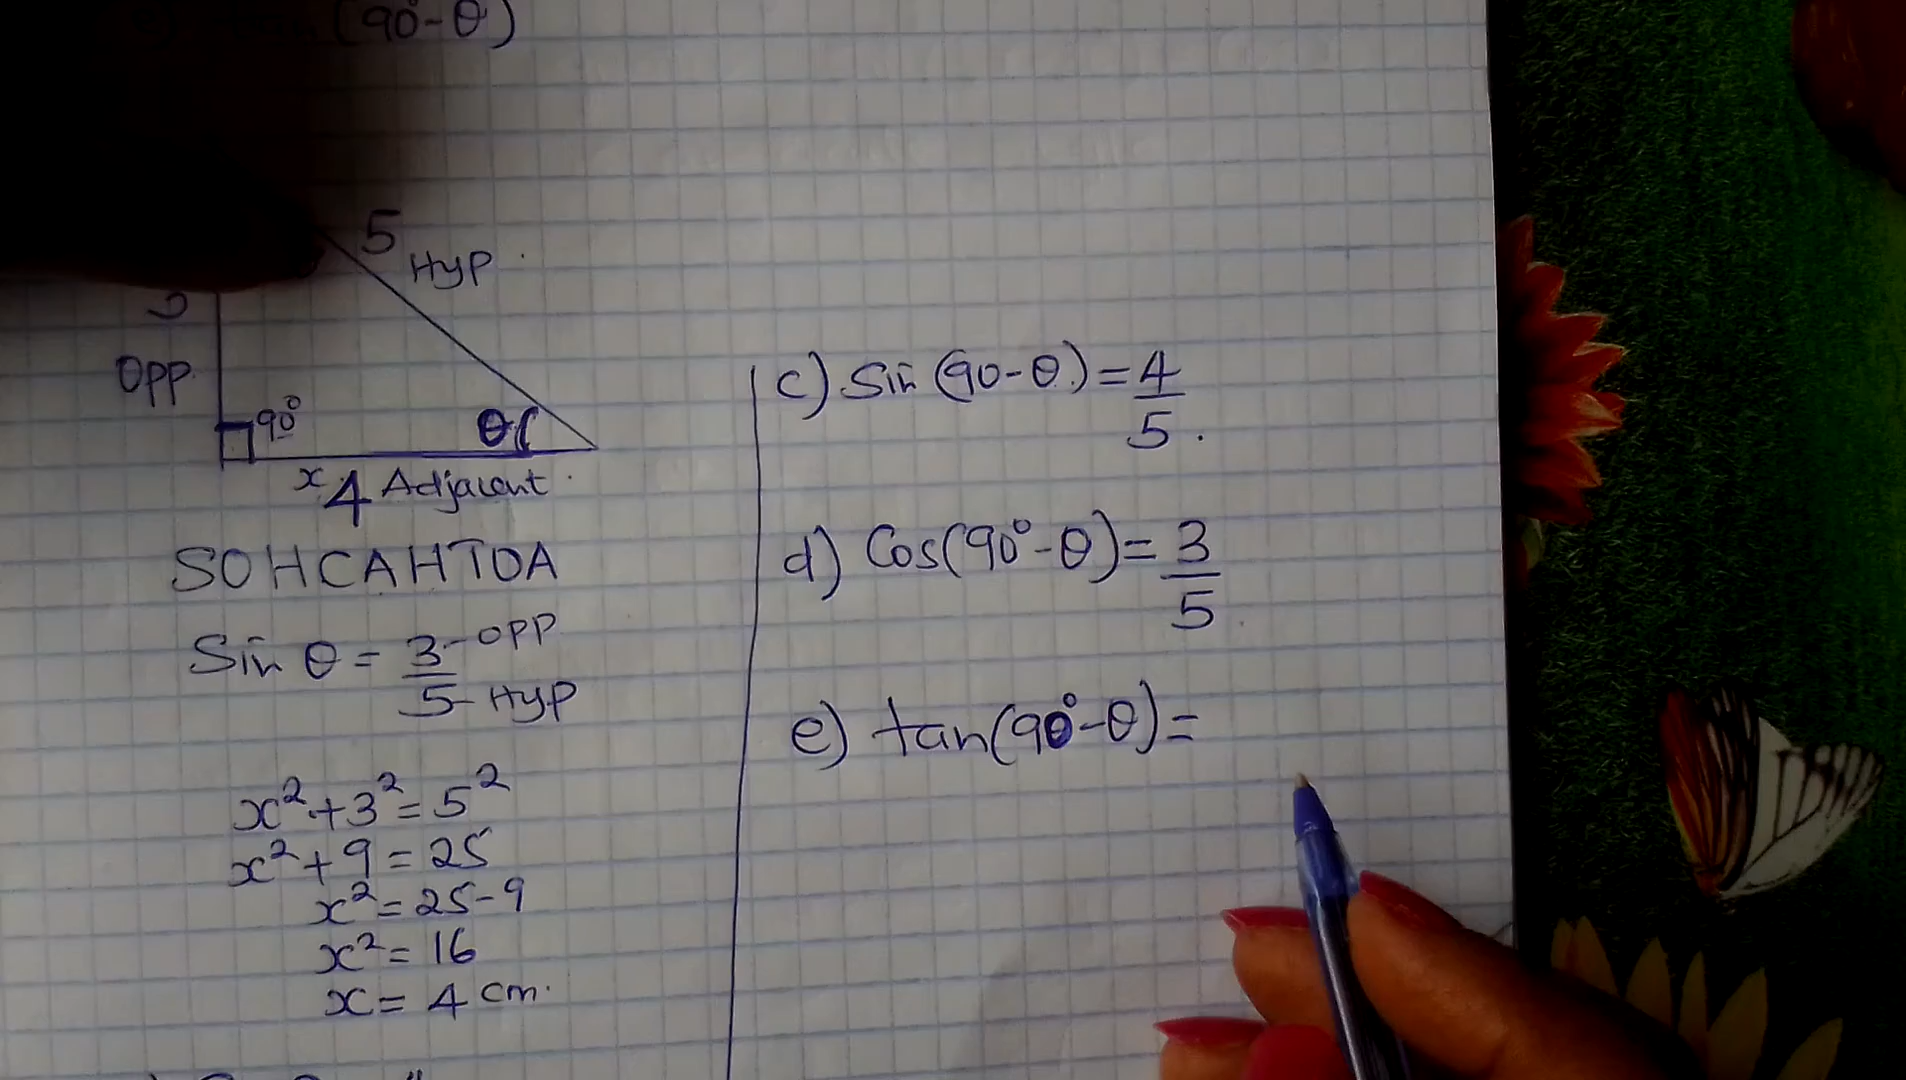 (90°-θ)
5
Hyp.
Opp.
90°
θ
x 4 Adjacent.
SOHCAHTOA
Sin θ = 3 - opp
5 - Hyp
x² + 3² = 5²
x² + 9 = 25
x² = 25-9
x² = 16
x = 4 cm.
c) Sin (90-θ) = 4
5.
d) Cos(90°-θ) = 3
5.
e) tan(90°-θ) =